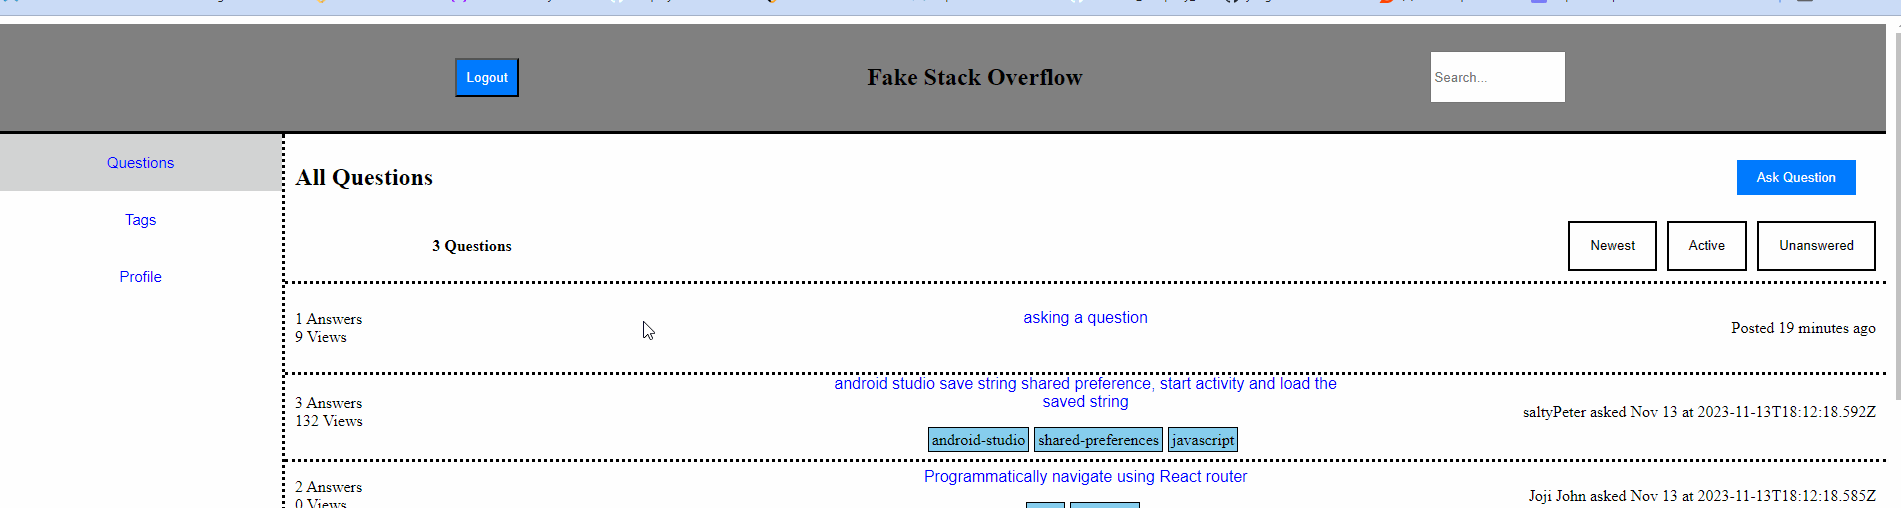 Logout
Fake Stack Overflow
Search...
Questions
All Questions
Ask Question
Tags
3 Questions
Newest
Active
Unanswered
Profile
1 Answers
9 Views
asking a question
Posted 19 minutes ago
3 Answers
132 Views
android studio save string shared preference, start activity and load the
saved string
android-studio
shared-preferences
javascript
saltyPeter asked Nov 13 at 2023-11-13T18:12:18.592Z
2 Answers
0 Views
Programmatically navigate using React router
Joji John asked Nov 13 at 2023-11-13T18:12:18.585Z